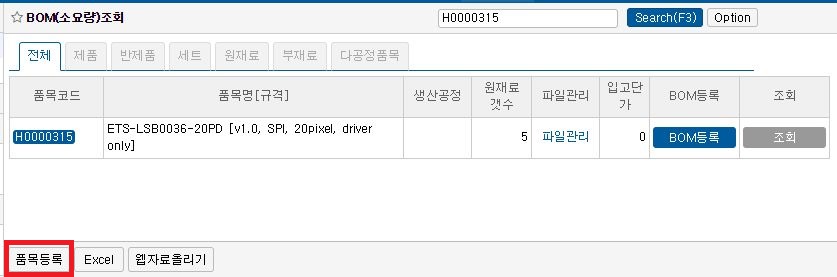 ☆ BOM(소요량)조회 H0000315 Search(F3) Option
전체 제품 반제품 세트 원재료 부재료 다공정품목
품목코드 품목명[규격] 생산공정 원재료 갯수 파일관리 입고단가 BOM등록 조회
H0000315 ETS-LSB0036-20PD [v1.0, SPI, 20pixel, driver 5 파일관리 0 BOM등록 조회
only]
품목등록 Excel 웹자료올리기